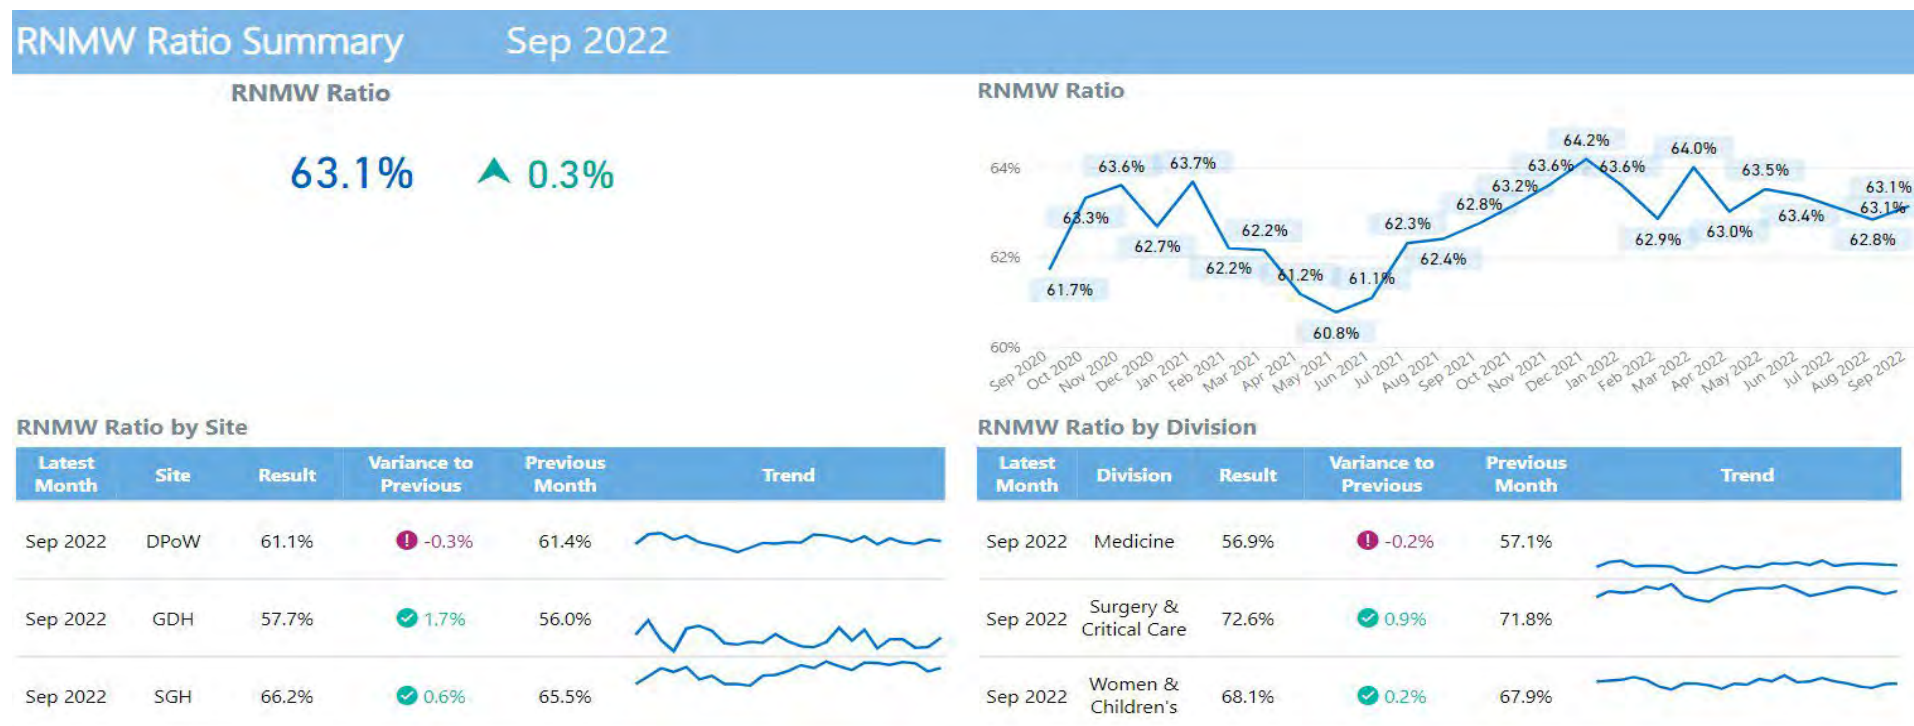 RNMW Ratio Summary Sep 2022
RNMW Ratio
63.1% 0.3%
RNMW Ratio
64%
62%
60%
61.7%
63.3%
63.6%
62.7%
63.7%
62.2%
62.2%
61.2%
60.8%
61.1%
62.3%
62.4%
62.8%
63.2%
63.6%
64.2%
63.6%
62.9%
64.0%
63.0%
63.5%
63.4%
63.1%
62.8%
63.1%
Sep 2020
Oct 2020
Nov 2020
Dec 2020
Jan 2021
Feb 2021
Mar 2021
Apr 2021
May 2021
Jun 2021
Jul 2021
Aug 2021
Sep 2021
Oct 2021
Nov 2021
Dec 2021
Jan 2022
Feb 2022
Mar 2022
Apr 2022
May 2022
Jun 2022
Jul 2022
Aug 2022
Sep 2022
RNMW Ratio by Site
Latest Month Site Result Variance to Previous Previous Month Trend
Sep 2022 DPoW 61.1% ! -0.3% 61.4%
Sep 2022 GDH 57.7% 1.7% 56.0%
Sep 2022 SGH 66.2% 0.6% 65.5%
RNMW Ratio by Division
Latest Month Division Result Variance to Previous Previous Month Trend
Sep 2022 Medicine 56.9% ! -0.2% 57.1%
Sep 2022 Surgery & Critical Care 72.6% 0.9% 71.8%
Sep 2022 Women & Children's 68.1% 0.2% 67.9%